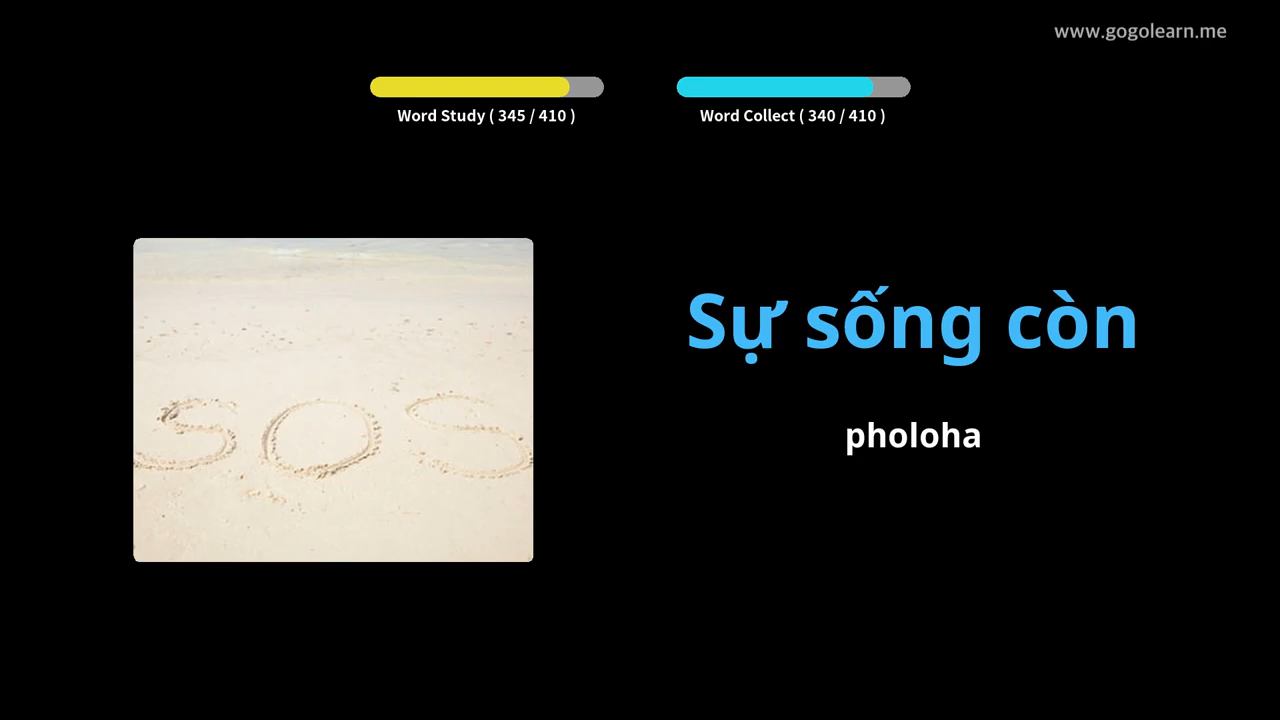 www.gogolearn.me
Word Study ( 345 / 410 )
Word Collect ( 340 / 410 )
Sự sống còn
pholoha
SOS